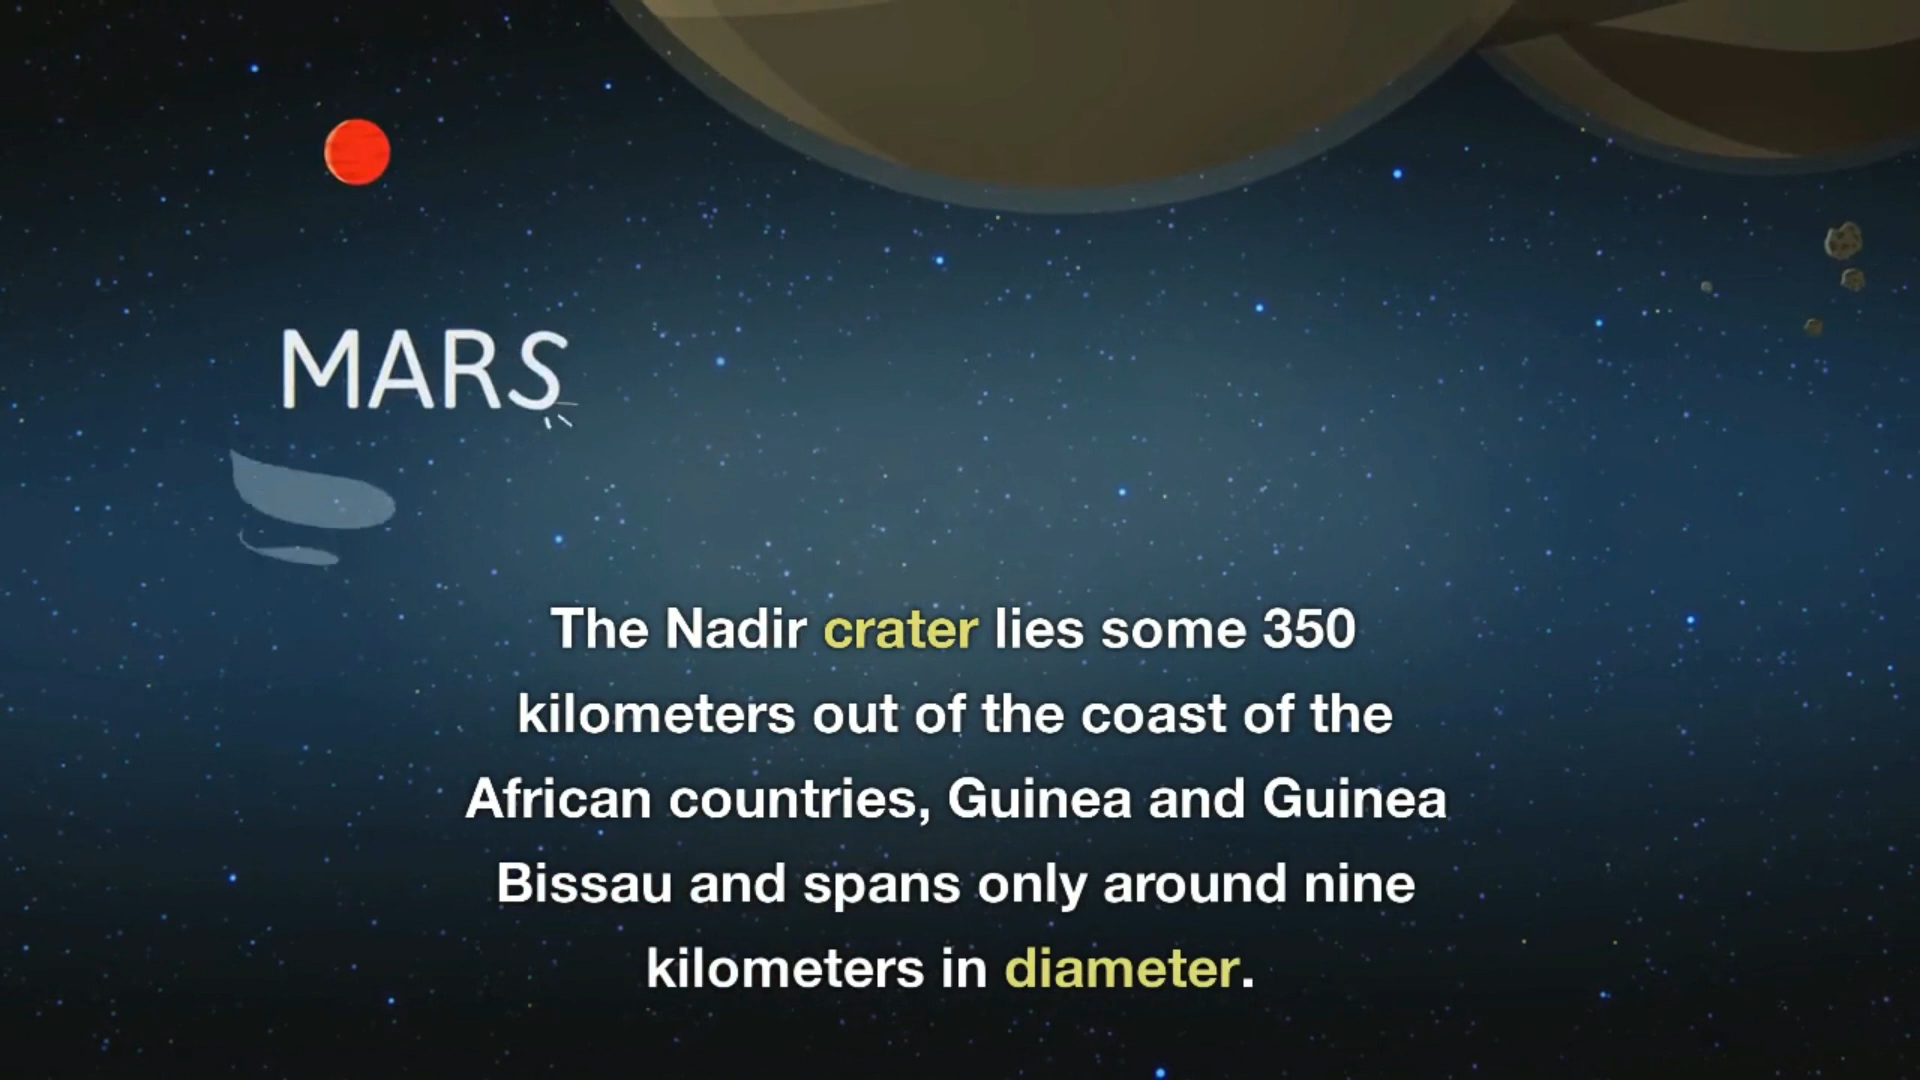 MARS
The Nadir crater lies some 350
kilometers out of the coast of the
African countries, Guinea and Guinea
Bissau and spans only around nine
kilometers in diameter.